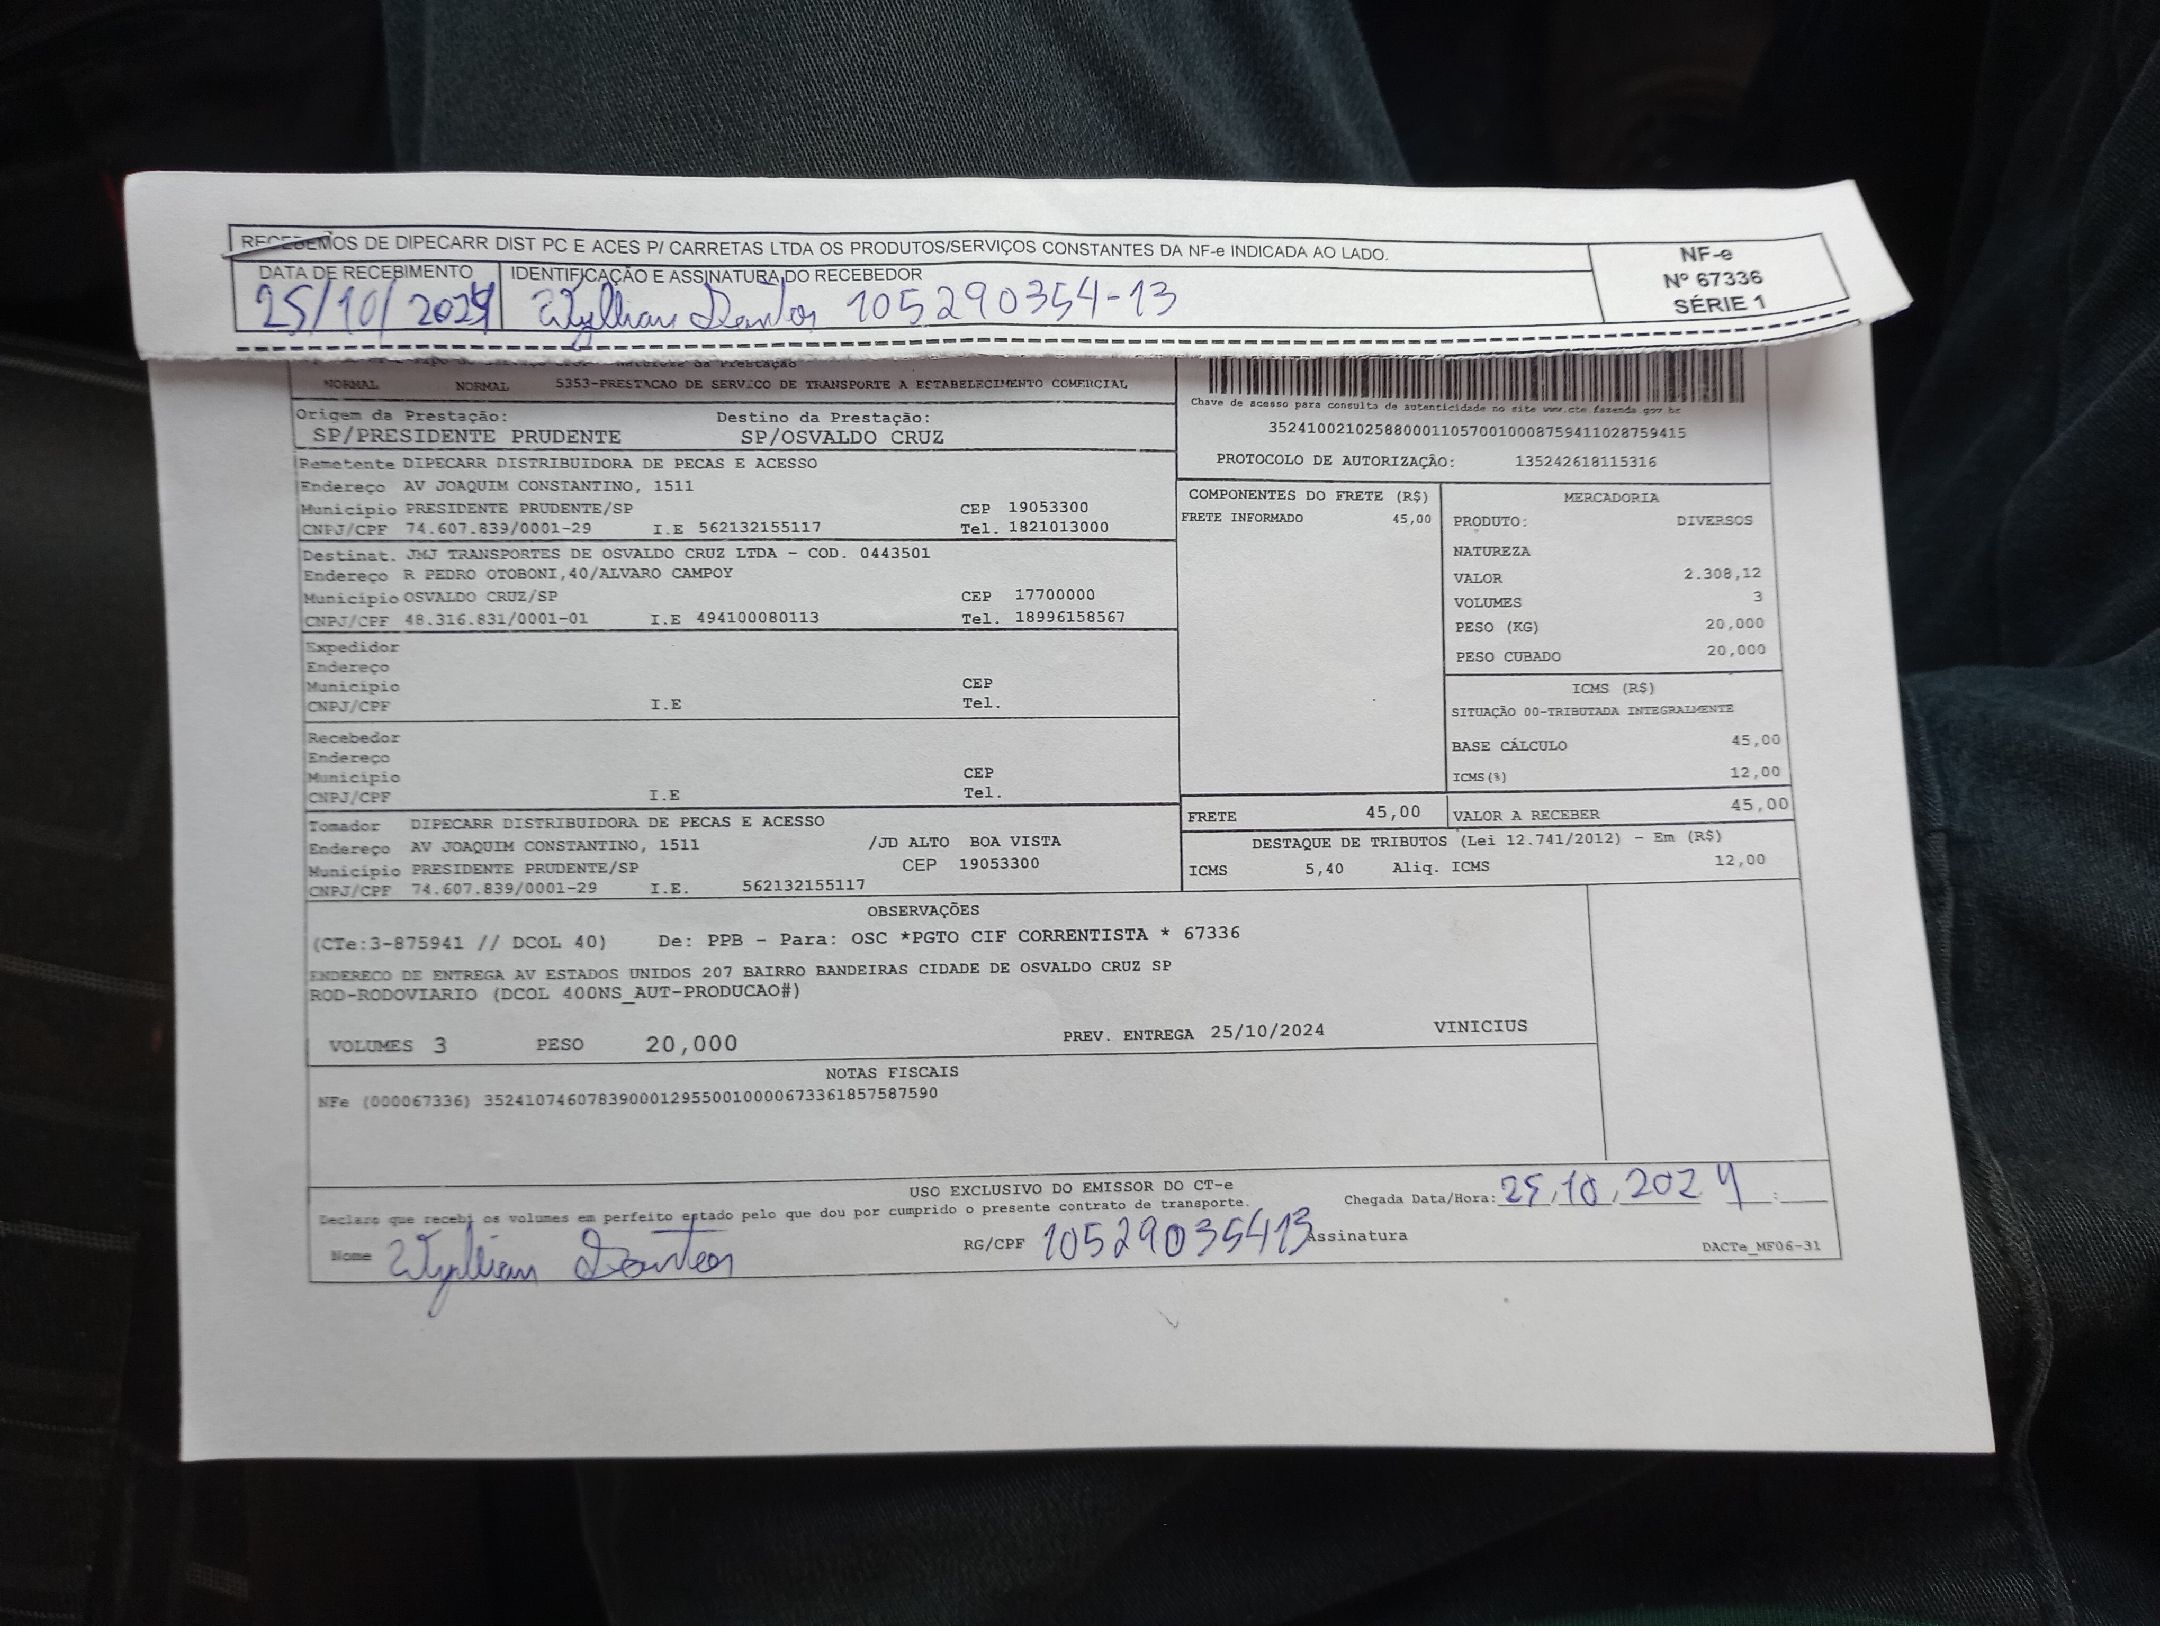 RECEBEMOS DE DIPECARR DIST PC E ACES P/ CARRETAS LTDA OS PRODUTOS/SERVIÇOS CONSTANTES DA NF-e INDICADA AO LADO.
NF-e
Nº 67336
SÉRIE 1
DATA DE RECEBIMENTO
25/10/2024
IDENTIFICAÇÃO E ASSINATURA DO RECEBEDOR
Wyllian Santos 105290354-13
Natureza da Prestação
NORMAL NORMAL 5353-PRESTACAO DE SERVICO DE TRANSPORTE A ESTABELECIMENTO COMERCIAL
Origem da Prestação: Destino da Prestação:
SP/PRESIDENTE PRUDENTE SP/OSVALDO CRUZ
Chave de acesso para consulta de autenticidade no site www.cte.fazenda.gov.br
35241002102588000110570010008759411028759415
PROTOCOLO DE AUTORIZAÇÃO: 135242618115316
Remetente DIPECARR DISTRIBUIDORA DE PECAS E ACESSO
Endereço AV JOAQUIM CONSTANTINO, 1511
Município PRESIDENTE PRUDENTE/SP CEP 19053300
CNPJ/CPF 74.607.839/0001-29 I.E 562132155117 Tel. 1821013000
Destinat. JMJ TRANSPORTES DE OSVALDO CRUZ LTDA - COD. 0443501
Endereço R PEDRO OTOBONI,40/ALVARO CAMPOY
Município OSVALDO CRUZ/SP CEP 17700000
CNPJ/CPF 48.316.831/0001-01 I.E 494100080113 Tel. 18996158567
Expedidor
Endereço
Município CEP
CNPJ/CPF I.E Tel.
Recebedor
Endereço
Município CEP
CNPJ/CPF I.E Tel.
Tomador DIPECARR DISTRIBUIDORA DE PECAS E ACESSO
Endereço AV JOAQUIM CONSTANTINO, 1511 /JD ALTO BOA VISTA
Município PRESIDENTE PRUDENTE/SP CEP 19053300
CNPJ/CPF 74.607.839/0001-29 I.E. 562132155117
COMPONENTES DO FRETE (R$)
FRETE INFORMADO 45,00
MERCADORIA
PRODUTO: DIVERSOS
NATUREZA
VALOR 2.308,12
VOLUMES 3
PESO (KG) 20,000
PESO CUBADO 20,000
ICMS (R$)
SITUAÇÃO 00-TRIBUTADA INTEGRALMENTE
BASE CÁLCULO 45,00
ICMS(%) 12,00
FRETE 45,00 VALOR A RECEBER 45,00
DESTAQUE DE TRIBUTOS (Lei 12.741/2012) - Em (R$)
ICMS 5,40 Aliq. ICMS 12,00
OBSERVAÇÕES
(CTe:3-875941 // DCOL 40) De: PPB - Para: OSC *PGTO CIF CORRENTISTA * 67336
ENDERECO DE ENTREGA AV ESTADOS UNIDOS 207 BAIRRO BANDEIRAS CIDADE DE OSVALDO CRUZ SP
ROD-RODOVIARIO (DCOL 400NS_AUT-PRODUCAO#)
VOLUMES 3 PESO 20,000 PREV. ENTREGA 25/10/2024 VINICIUS
NOTAS FISCAIS
NFe (000067336) 35241074607839000129550010000673361857587590
USO EXCLUSIVO DO EMISSOR DO CT-e
Declaro que recebi os volumes em perfeito estado pelo que dou por cumprido o presente contrato de transporte.
Chegada Data/Hora: 25,10,2024 :
Nome Wyllian Santos RG/CPF 10529035413 Assinatura
DACTe_MF06-31